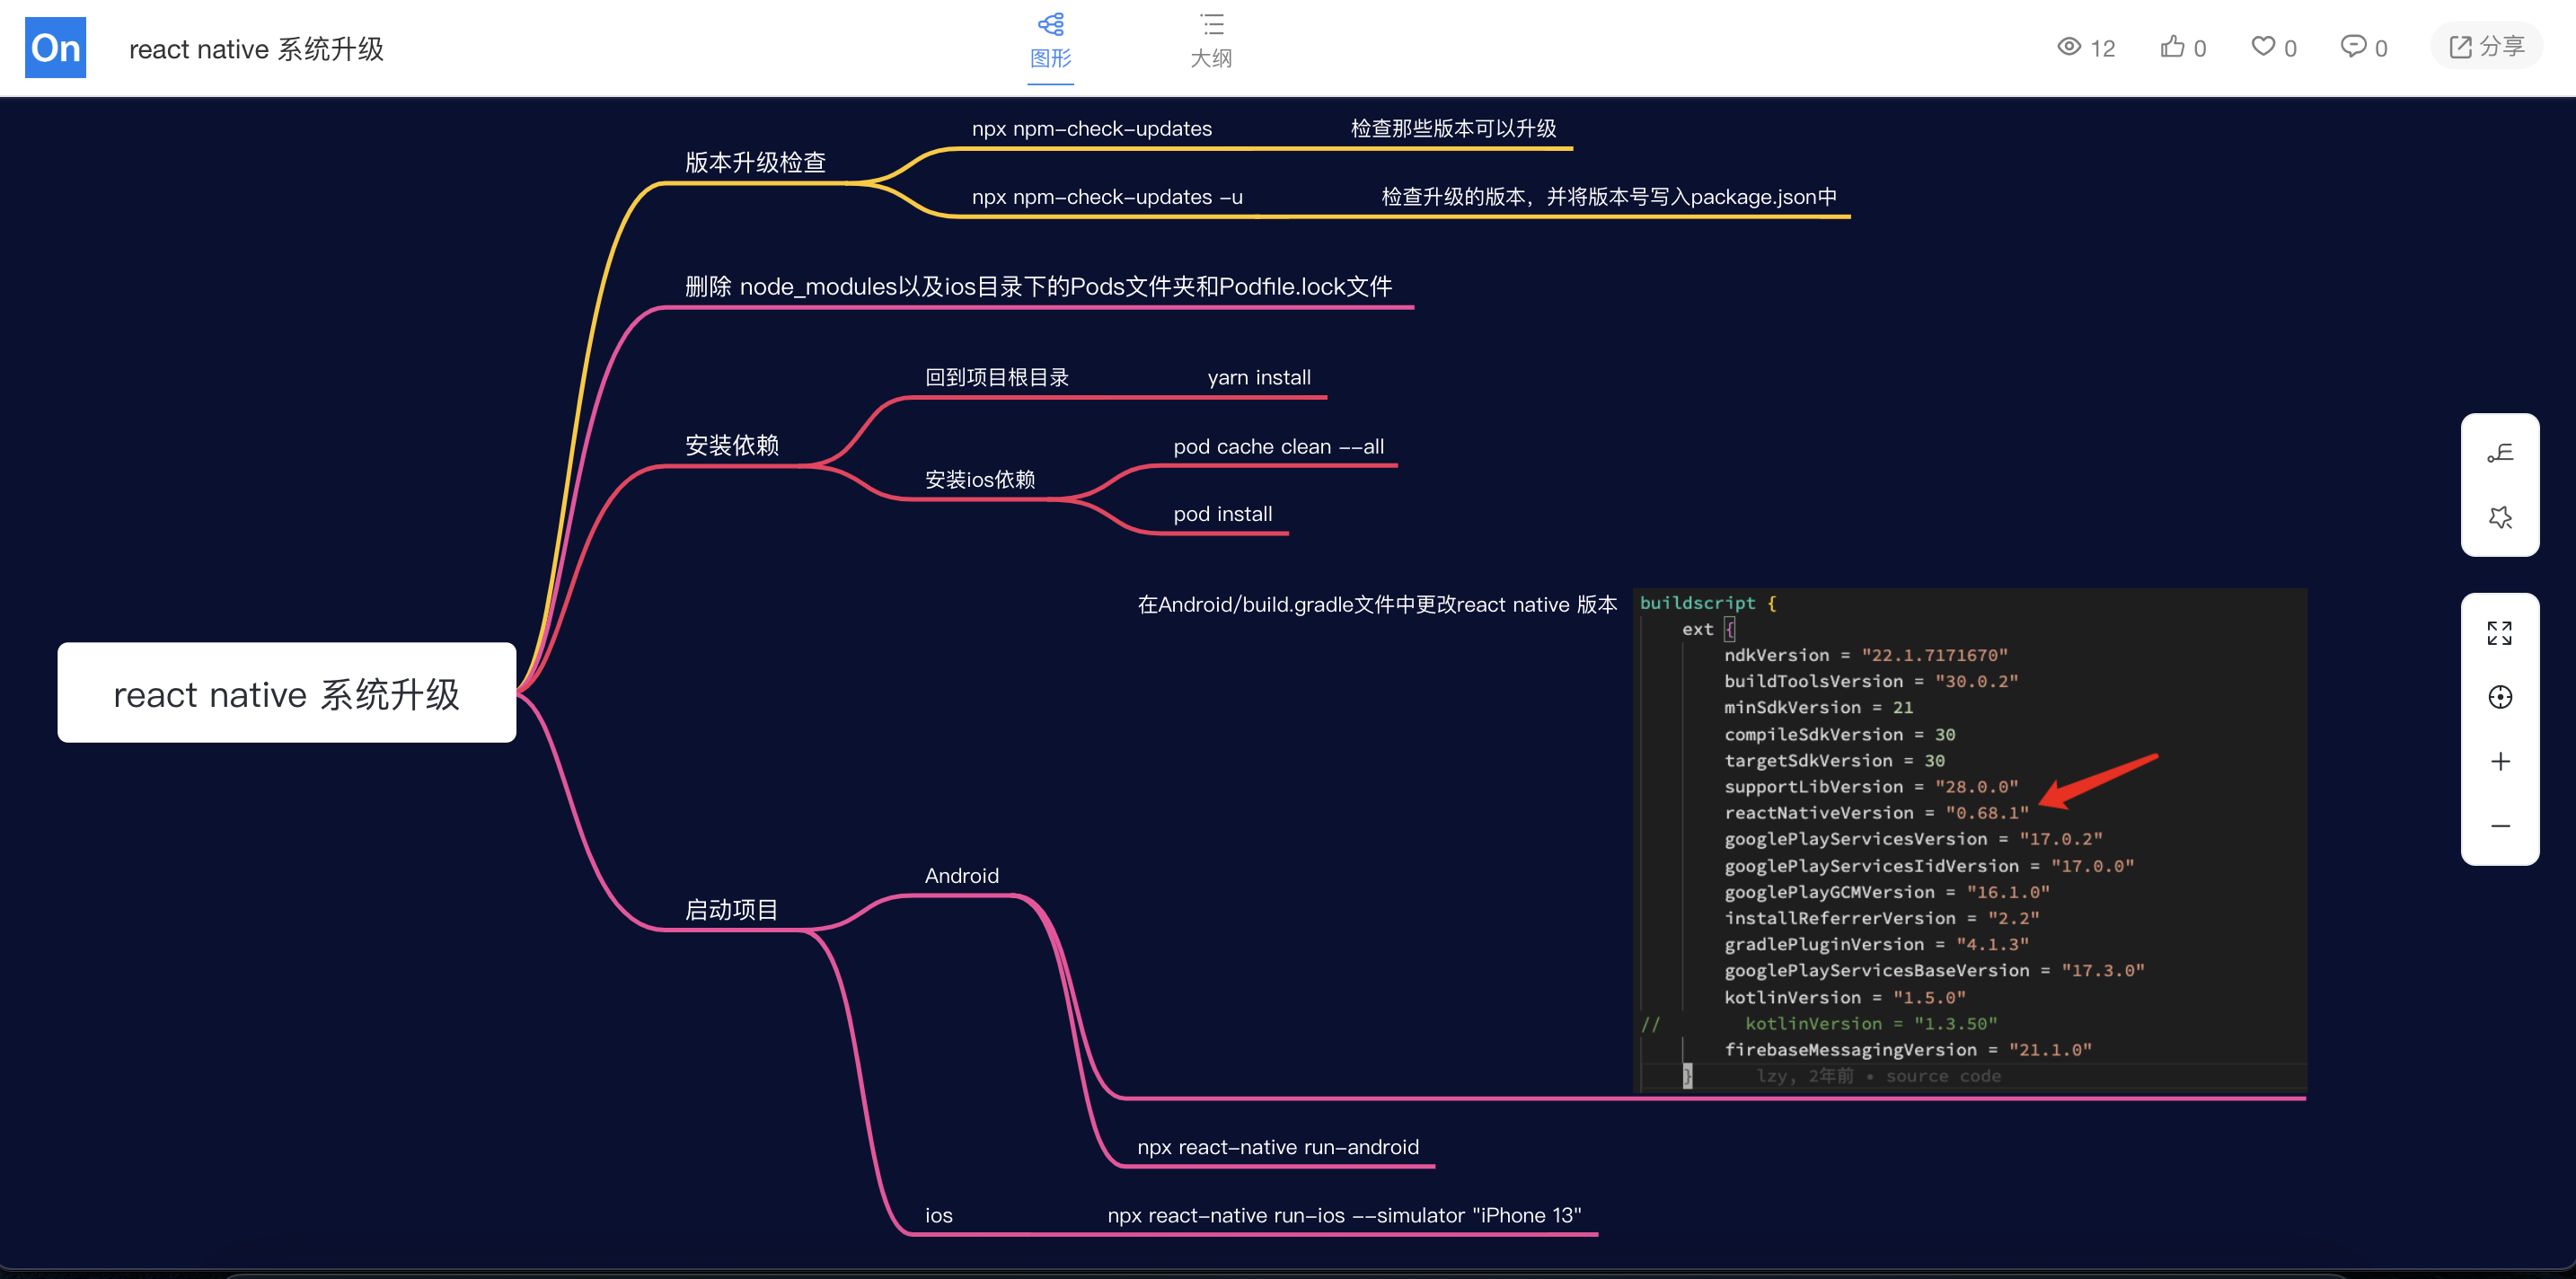 On
react native 系统升级
图形
大纲
12
0
0
0
分享
版本升级检查
npx npm-check-updates
检查那些版本可以升级
npx npm-check-updates -u
检查升级的版本，并将版本号写入package.json中
删除 node_modules以及ios目录下的Pods文件夹和Podfile.lock文件
安装依赖
回到项目根目录
yarn install
安装ios依赖
pod cache clean --all
pod install
react native 系统升级
启动项目
Android
在Android/build.gradle文件中更改react native 版本
buildscript {
ext {
ndkVersion = "22.1.7171670"
buildToolsVersion = "30.0.2"
minSdkVersion = 21
compileSdkVersion = 30
targetSdkVersion = 30
supportLibVersion = "28.0.0"
reactNativeVersion = "0.68.1"
googlePlayServicesVersion = "17.0.2"
googlePlayServicesIidVersion = "17.0.0"
googlePlayGCMVersion = "16.1.0"
installReferrerVersion = "2.2"
gradlePluginVersion = "4.1.3"
googlePlayServicesBaseVersion = "17.3.0"
kotlinVersion = "1.5.0"
// kotlinVersion = "1.3.50"
firebaseMessagingVersion = "21.1.0"
} lzy, 2年前 • source code
npx react-native run-android
ios
npx react-native run-ios --simulator "iPhone 13"